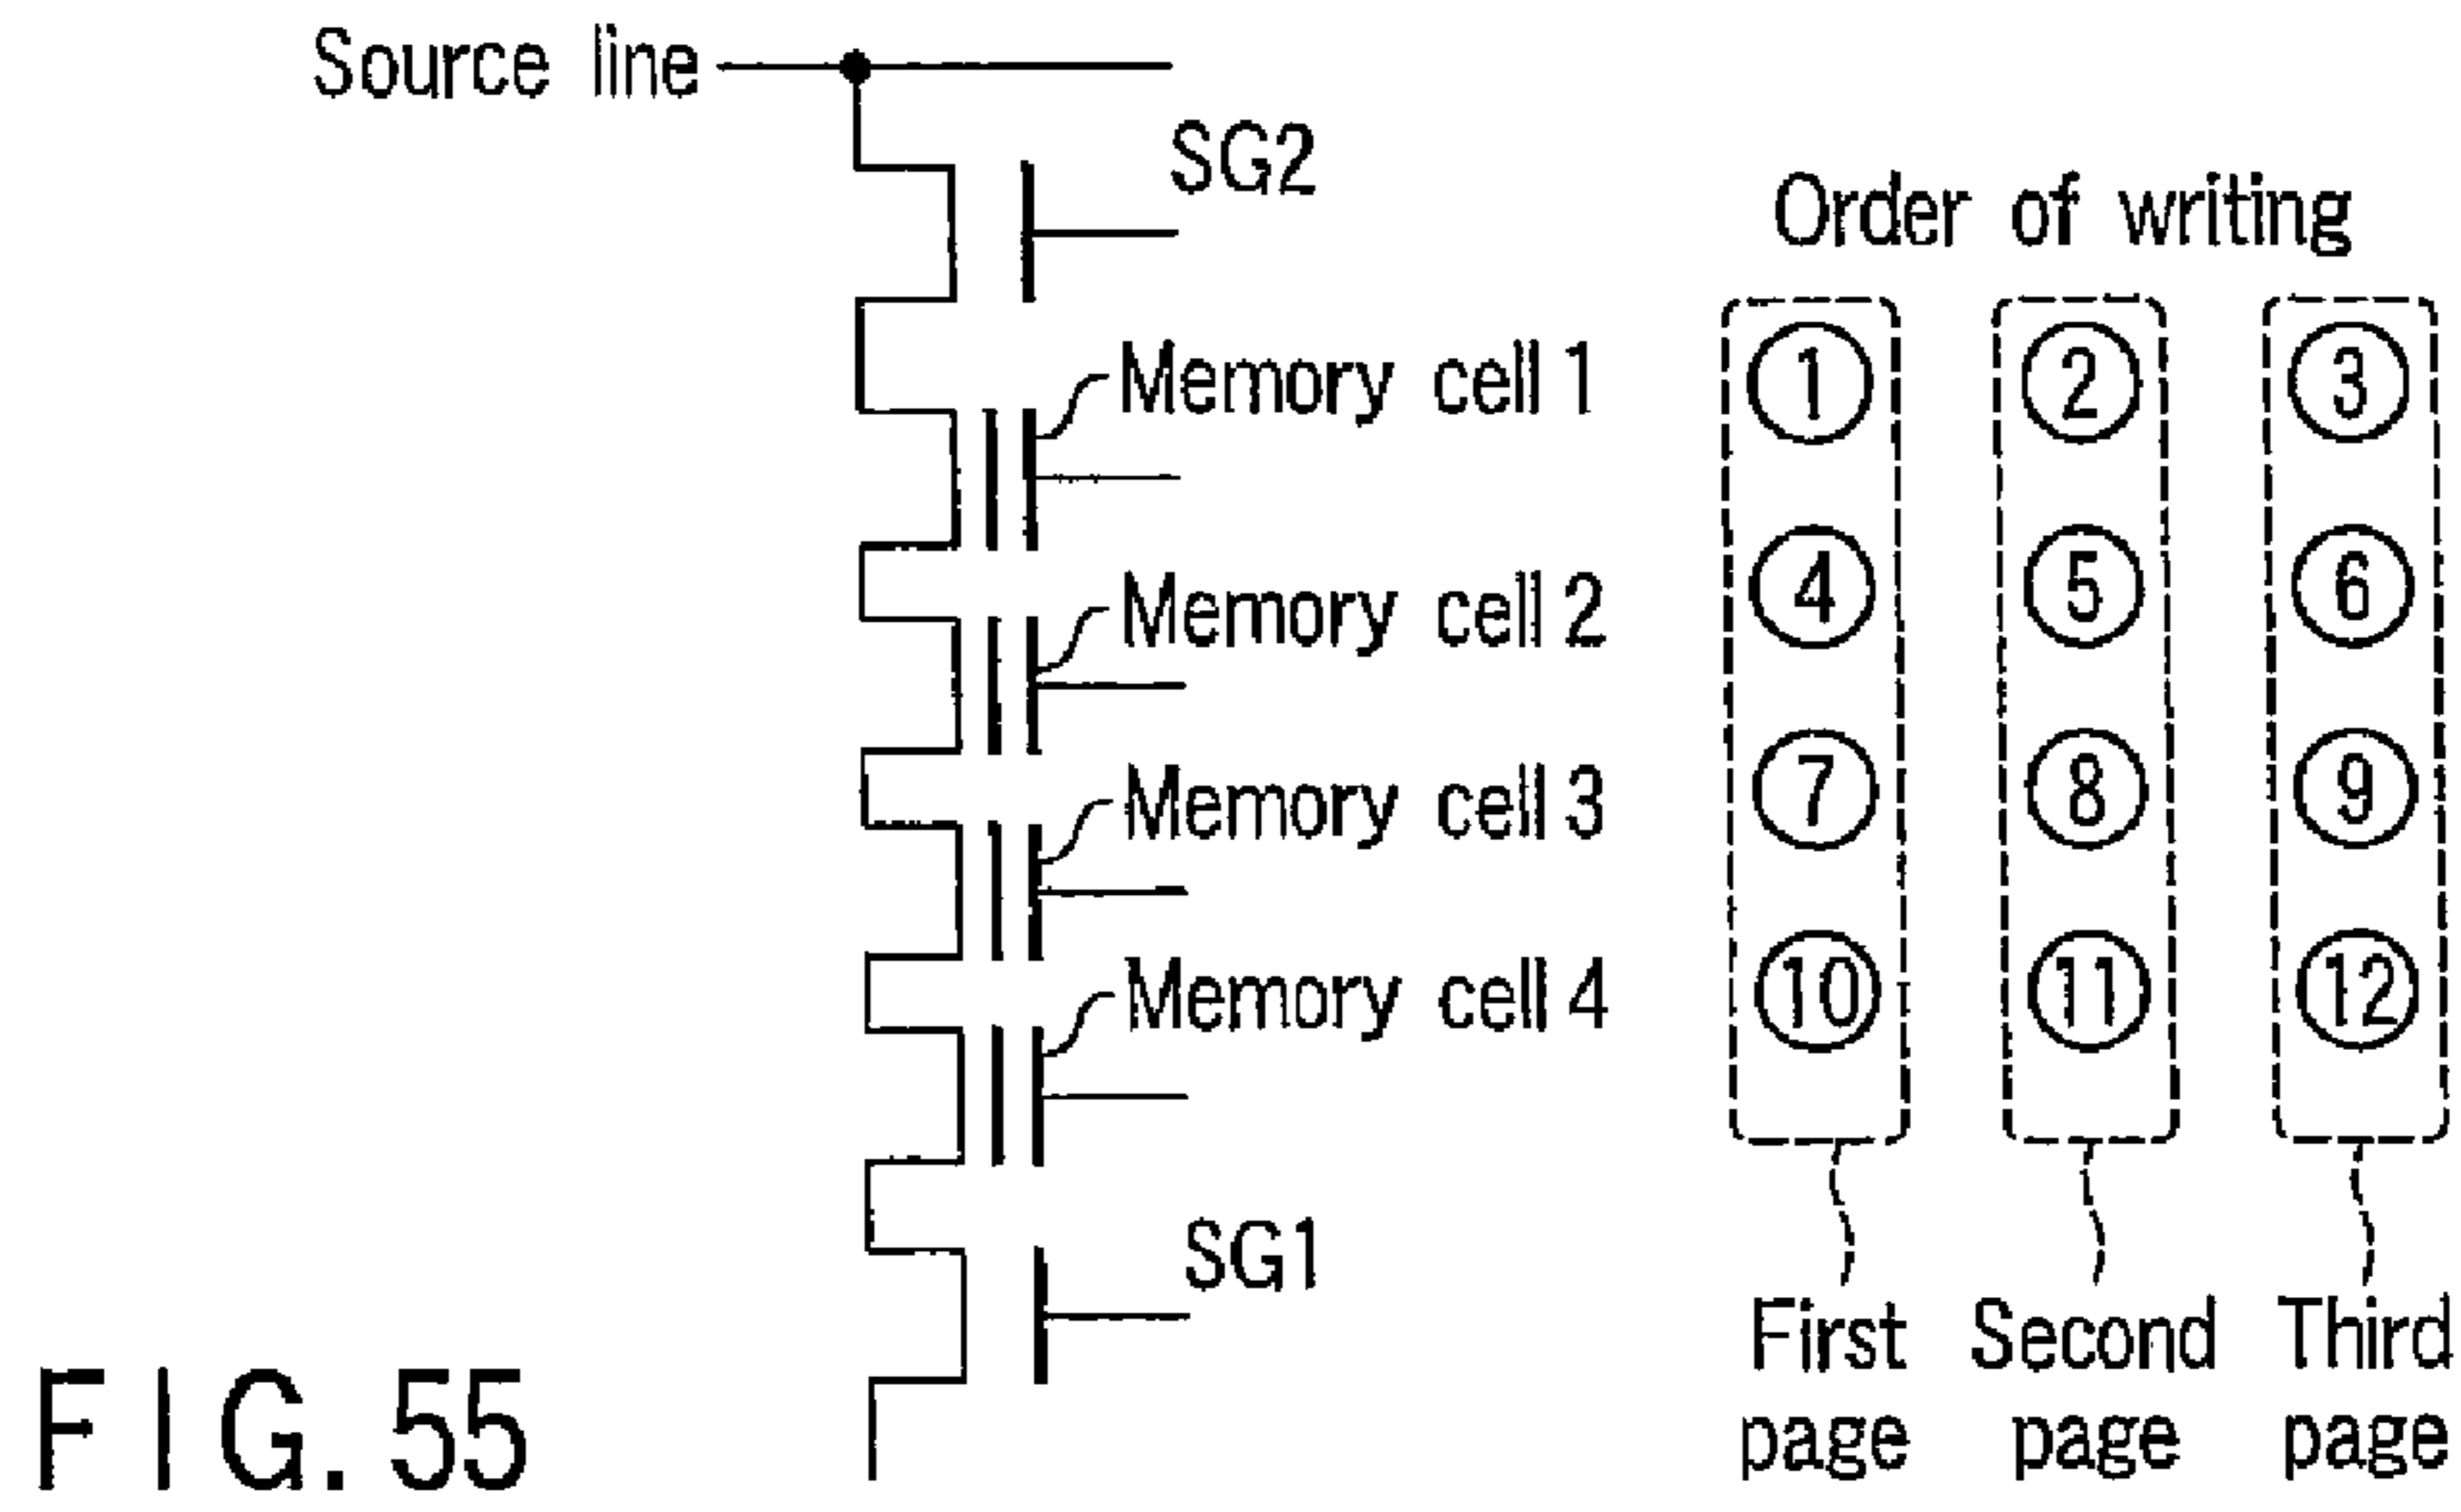 Source line
SG2
Order of writing
Memory cell 1 ① ② ③
Memory cell 2 ④ ⑤ ⑥
Memory cell 3 ⑦ ⑧ ⑨
Memory cell 4 ⑩ ⑪ ⑫
SG1
First page
Second page
Third page
FIG. 55